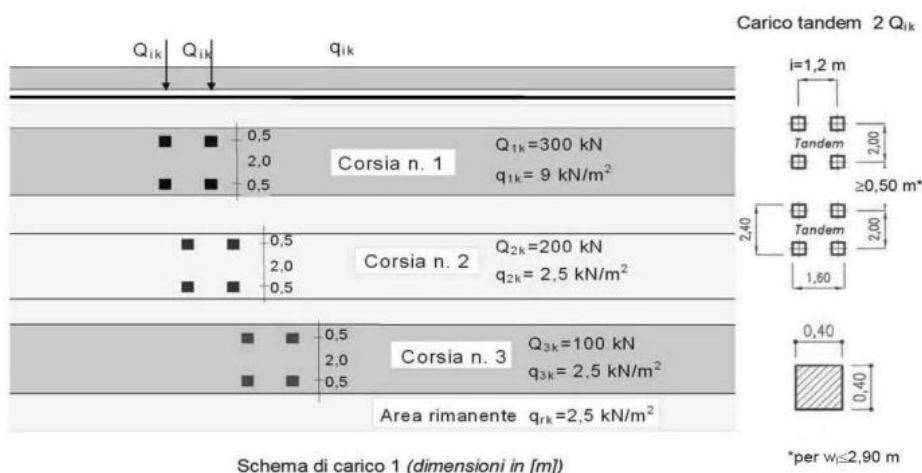 Carico tandem 2 Qik
Qik Qik qik
i=1,2 m
Tandem
2,00
≥0,50 m*
Tandem
2,40
2,00
1,60
0,5
2,0
0,5
Corsia n. 1
Q1k=300 kN
q1k= 9 kN/m²
0,5
2,0
0,5
Corsia n. 2
Q2k=200 kN
q2k= 2,5 kN/m²
0,5
2,0
0,5
Corsia n. 3
Q3k=100 kN
q3k= 2,5 kN/m²
0,40
0,40
Area rimanente qrk=2,5 kN/m²
*per wl≤2,90 m
Schema di carico 1 (dimensioni in [m])